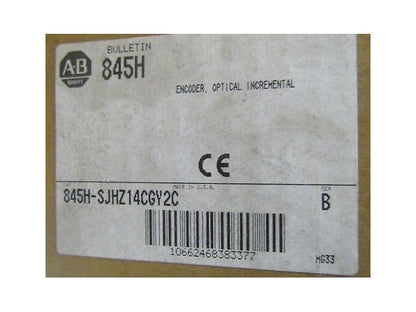 BULLETIN
A-B
QUALITY
845H
ENCODER, OPTICAL INCREMENTAL
CE
845H-SJHZ14CGY2C
MADE IN U.S.A.
SER
B
10662468383377
MG33